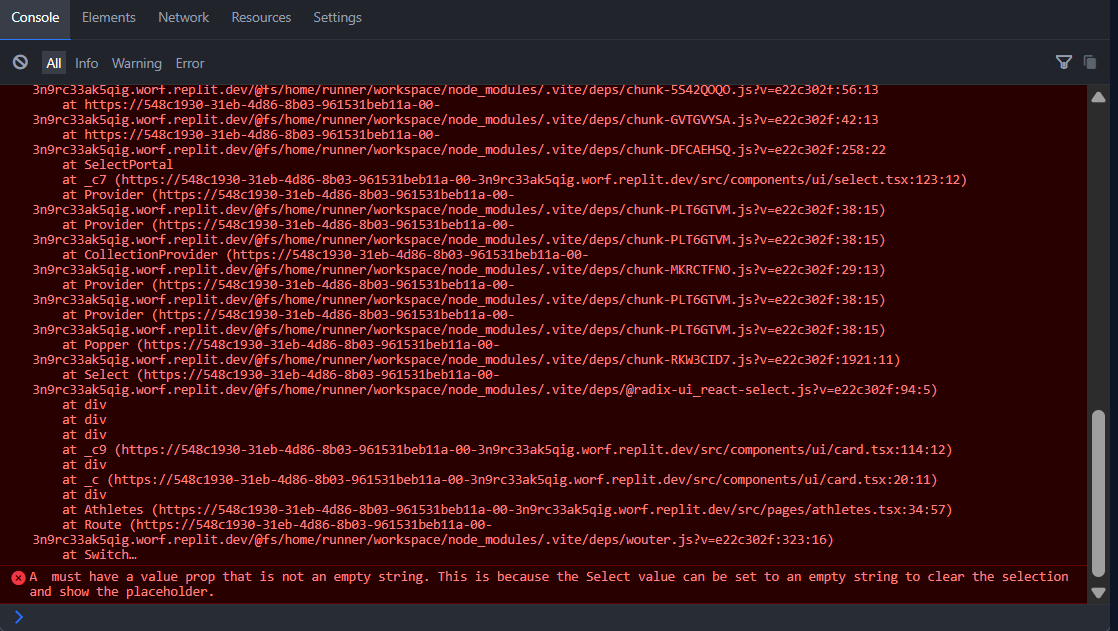 Console Elements Network Resources Settings
All Info Warning Error
3n9rc33ak5qig.worf.replit.dev/@fs/home/runner/workspace/node_modules/.vite/deps/chunk-5S42QOQO.js?v=e22c302f:56:13
at https://548c1930-31eb-4d86-8b03-961531beb11a-00-
3n9rc33ak5qig.worf.replit.dev/@fs/home/runner/workspace/node_modules/.vite/deps/chunk-GVTGVYSA.js?v=e22c302f:42:13
at https://548c1930-31eb-4d86-8b03-961531beb11a-00-
3n9rc33ak5qig.worf.replit.dev/@fs/home/runner/workspace/node_modules/.vite/deps/chunk-DFCAEHSQ.js?v=e22c302f:258:22
at SelectPortal
at _c7 (https://548c1930-31eb-4d86-8b03-961531beb11a-00-3n9rc33ak5qig.worf.replit.dev/src/components/ui/select.tsx:123:12)
at Provider (https://548c1930-31eb-4d86-8b03-961531beb11a-00-
3n9rc33ak5qig.worf.replit.dev/@fs/home/runner/workspace/node_modules/.vite/deps/chunk-PLT6GTVM.js?v=e22c302f:38:15)
at Provider (https://548c1930-31eb-4d86-8b03-961531beb11a-00-
3n9rc33ak5qig.worf.replit.dev/@fs/home/runner/workspace/node_modules/.vite/deps/chunk-PLT6GTVM.js?v=e22c302f:38:15)
at CollectionProvider (https://548c1930-31eb-4d86-8b03-961531beb11a-00-
3n9rc33ak5qig.worf.replit.dev/@fs/home/runner/workspace/node_modules/.vite/deps/chunk-MKRCTFNO.js?v=e22c302f:29:13)
at Provider (https://548c1930-31eb-4d86-8b03-961531beb11a-00-
3n9rc33ak5qig.worf.replit.dev/@fs/home/runner/workspace/node_modules/.vite/deps/chunk-PLT6GTVM.js?v=e22c302f:38:15)
at Provider (https://548c1930-31eb-4d86-8b03-961531beb11a-00-
3n9rc33ak5qig.worf.replit.dev/@fs/home/runner/workspace/node_modules/.vite/deps/chunk-PLT6GTVM.js?v=e22c302f:38:15)
at Popper (https://548c1930-31eb-4d86-8b03-961531beb11a-00-
3n9rc33ak5qig.worf.replit.dev/@fs/home/runner/workspace/node_modules/.vite/deps/chunk-RKW3CID7.js?v=e22c302f:1921:11)
at Select (https://548c1930-31eb-4d86-8b03-961531beb11a-00-
3n9rc33ak5qig.worf.replit.dev/@fs/home/runner/workspace/node_modules/.vite/deps/@radix-ui_react-select.js?v=e22c302f:94:5)
at div
at div
at div
at _c9 (https://548c1930-31eb-4d86-8b03-961531beb11a-00-3n9rc33ak5qig.worf.replit.dev/src/components/ui/card.tsx:114:12)
at div
at _c (https://548c1930-31eb-4d86-8b03-961531beb11a-00-3n9rc33ak5qig.worf.replit.dev/src/components/ui/card.tsx:20:11)
at div
at Athletes (https://548c1930-31eb-4d86-8b03-961531beb11a-00-3n9rc33ak5qig.worf.replit.dev/src/pages/athletes.tsx:34:57)
at Route (https://548c1930-31eb-4d86-8b03-961531beb11a-00-
3n9rc33ak5qig.worf.replit.dev/@fs/home/runner/workspace/node_modules/.vite/deps/wouter.js?v=e22c302f:323:16)
at Switch…
A  must have a value prop that is not an empty string. This is because the Select value can be set to an empty string to clear the selection
and show the placeholder.